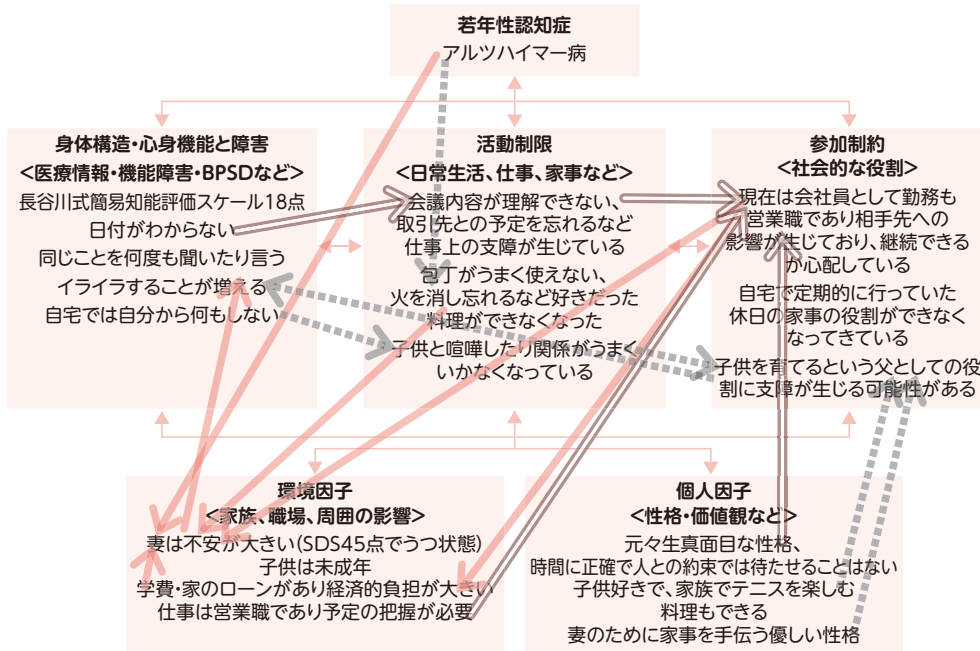 若年性認知症
アルツハイマー病
身体構造・心身機能と障害
<医療情報・機能障害・BPSDなど>
長谷川式簡易知能評価スケール18点
日付がわからない
同じことを何度も聞いたり言う
イライラすることが増える
自宅では自分から何もしない
活動制限
<日常生活、仕事、家事など>
会議内容が理解できない、
取引先との予定を忘れるなど
仕事上の支障が生じている
包丁がうまく使えない、
火を消し忘れるなど好きだった
料理ができなくなった
子供と喧嘩したり関係がうまく
いかなくなっている
参加制約
<社会的な役割>
現在は会社員として勤務も
営業職であり相手先への
影響が生じており、継続できる
か心配している
自宅で定期的に行っていた
休日の家事の役割ができなく
なってきている
子供を育てるという父としての役
割に支障が生じる可能性がある
環境因子
<家族、職場、周囲の影響>
妻は不安が大きい(SDS45点でうつ状態)
子供は未成年
学費・家のローンがあり経済的負担が大きい
仕事は営業職であり予定の把握が必要
個人因子
<性格・価値観など>
元々生真面目な性格、
時間に正確で人との約束では待たせることはない
子供好きで、家族でテニスを楽しむ
料理もできる
妻のために家事を手伝う優しい性格